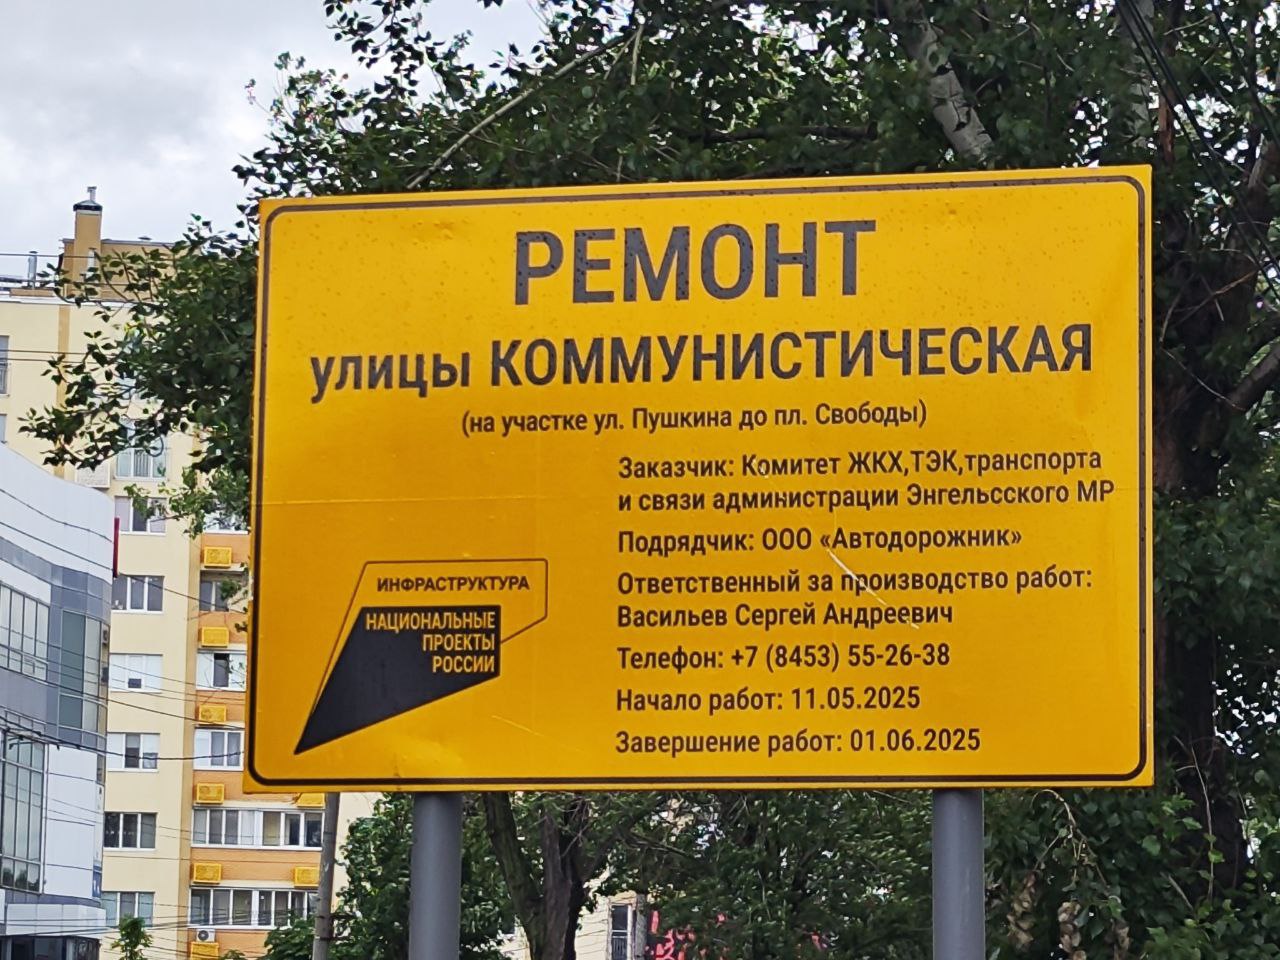 РЕМОНТ
улицы КОММУНИСТИЧЕСКАЯ
(на участке ул. Пушкина до пл. Свободы)
Заказчик: Комитет ЖКХ,ТЭК,транспорта
и связи администрации Энгельсского МР
Подрядчик: ООО «Автодорожник»
Ответственный за производство работ:
Васильев Сергей Андреевич
Телефон: +7 (8453) 55-26-38
Начало работ: 11.05.2025
Завершение работ: 01.06.2025
ИНФРАСТРУКТУРА
НАЦИОНАЛЬНЫЕ
ПРОЕКТЫ
РОССИИ